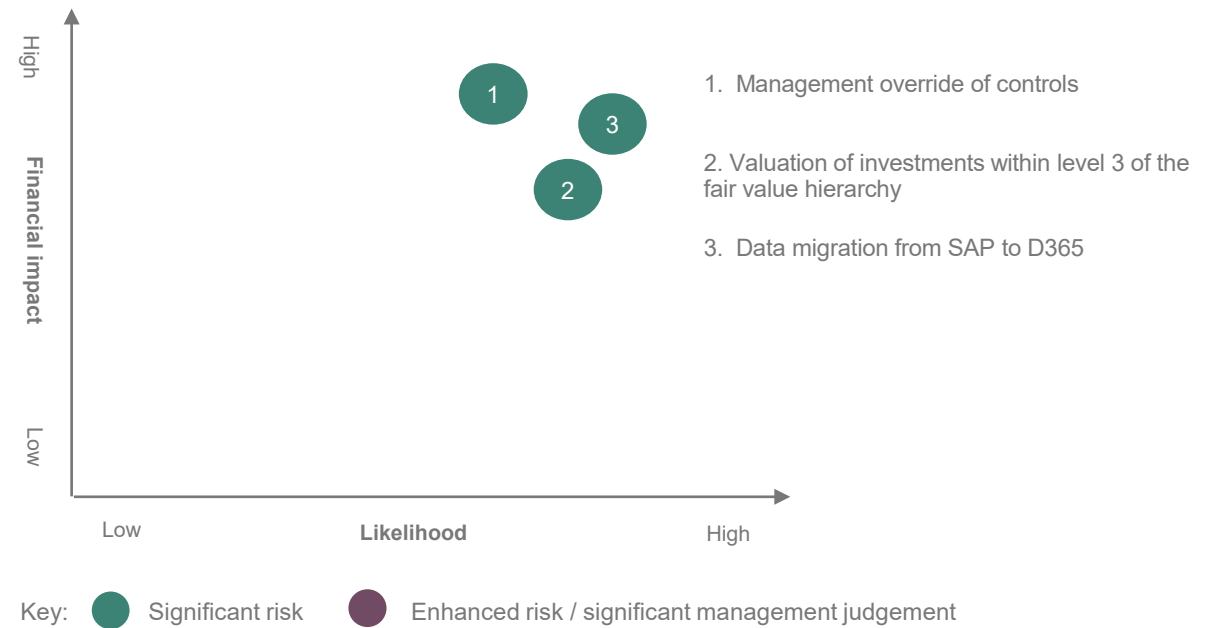 High
Financial impact
Low
1
3
2
1. Management override of controls
2. Valuation of investments within level 3 of the
fair value hierarchy
3. Data migration from SAP to D365
Low
Likelihood
High
Key:
Significant risk
Enhanced risk / significant management judgement